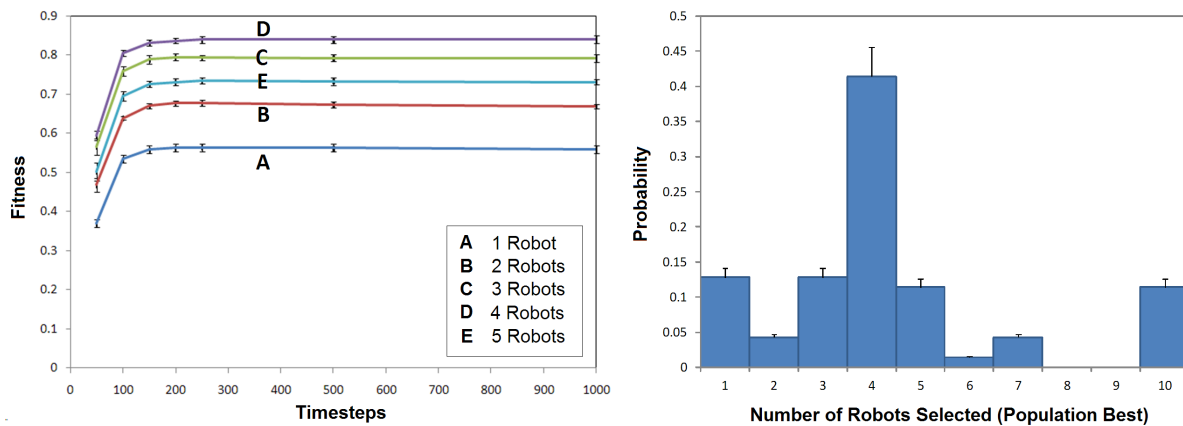 0.9
0.8
0.7
0.6
0.5
0.4
0.3
0.2
0.1
0
Fitness
D
C
E
B
A
A 1 Robot
B 2 Robots
C 3 Robots
D 4 Robots
E 5 Robots
0 100 200 300 400 500 600 700 800 900 1000
Timesteps
0.5
0.45
0.4
0.35
0.3
0.25
0.2
0.15
0.1
0.05
0
Probability
1 2 3 4 5 6 7 8 9 10
Number of Robots Selected (Population Best)